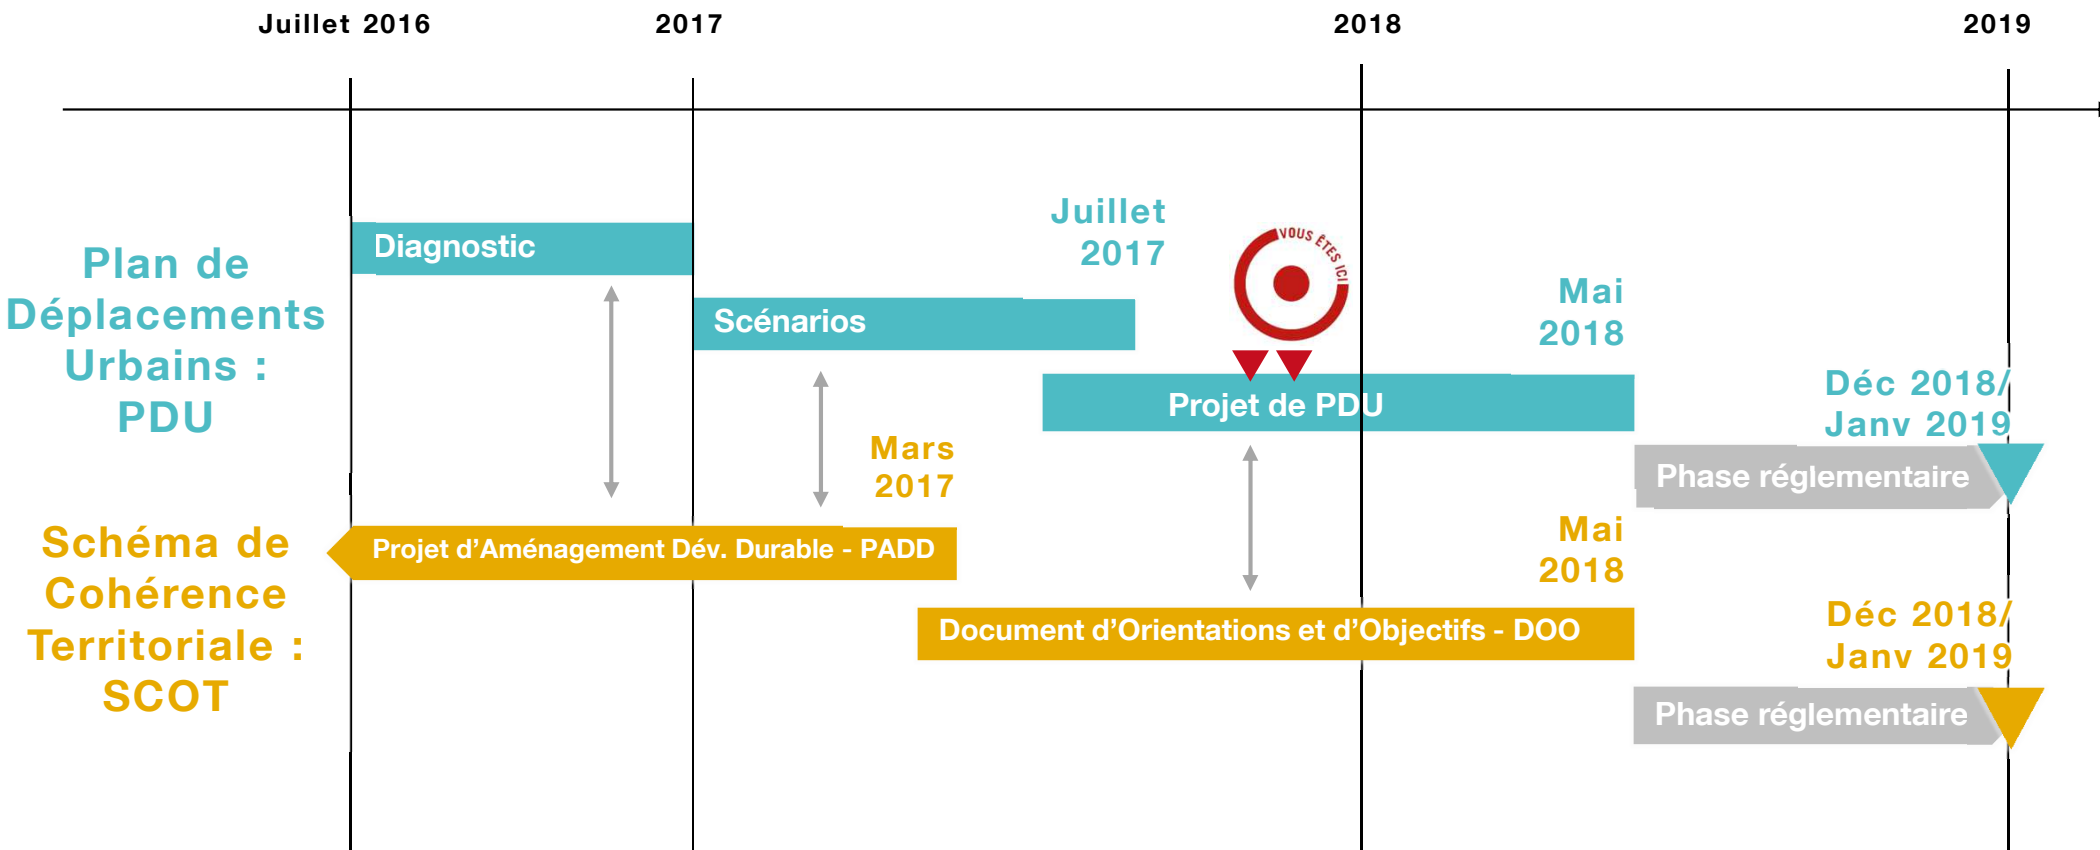 Juillet 2016
2017
2018
2019
Plan de
Déplacements
Urbains :
PDU
Diagnostic
Scénarios
Juillet
2017
VOUS ÊTES ICI
Projet de PDU
Mai
2018
Déc 2018/
Janv 2019
Phase réglementaire
Schéma de
Cohérence
Territoriale :
SCOT
Projet d’Aménagement Dév. Durable - PADD
Mars
2017
Document d’Orientations et d’Objectifs - DOO
Mai
2018
Déc 2018/
Janv 2019
Phase réglementaire